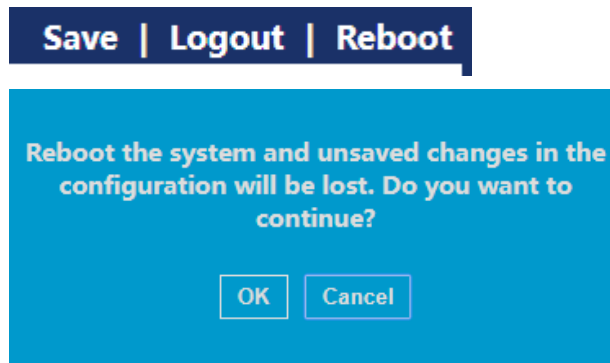 Save | Logout | Reboot
Reboot the system and unsaved changes in the
configuration will be lost. Do you want to
continue?
OK Cancel